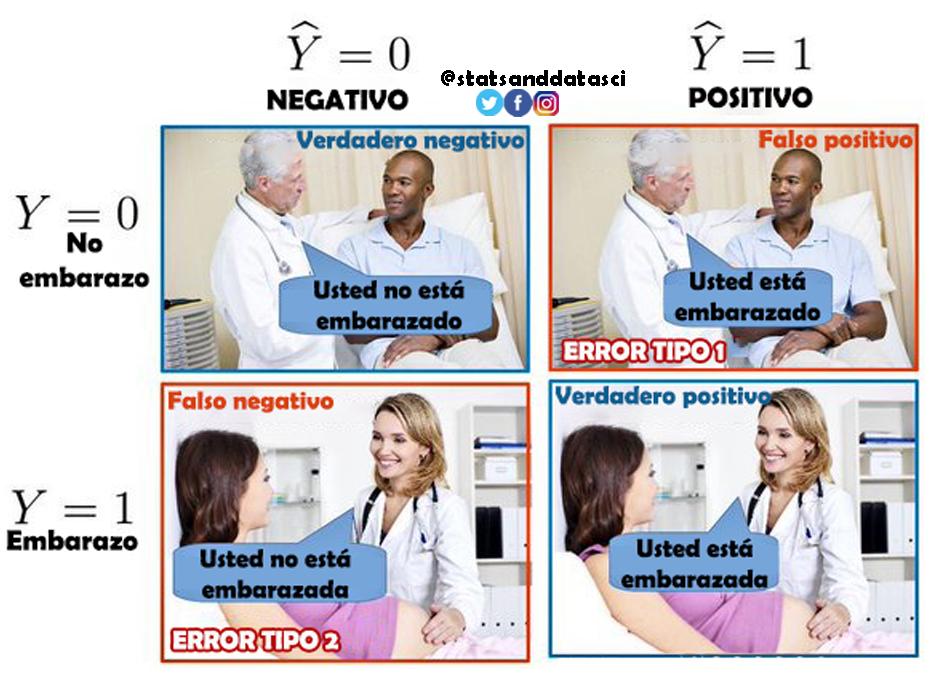 Ŷ = 0
Ŷ = 1
@statsanddatasci
NEGATIVO
POSITIVO
Verdadero negativo
Falso positivo
Y = 0
No
embarazo
Usted no está
embarazado
Usted está
embarazado
ERROR TIPO 1
Falso negativo
Verdadero positivo
Y = 1
Embarazo
Usted no está
embarazada
Usted está
embarazada
ERROR TIPO 2